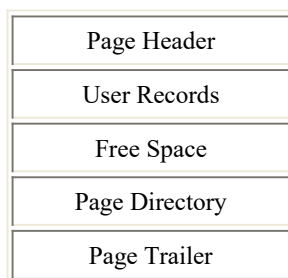 Page Header
User Records
Free Space
Page Directory
Page Trailer